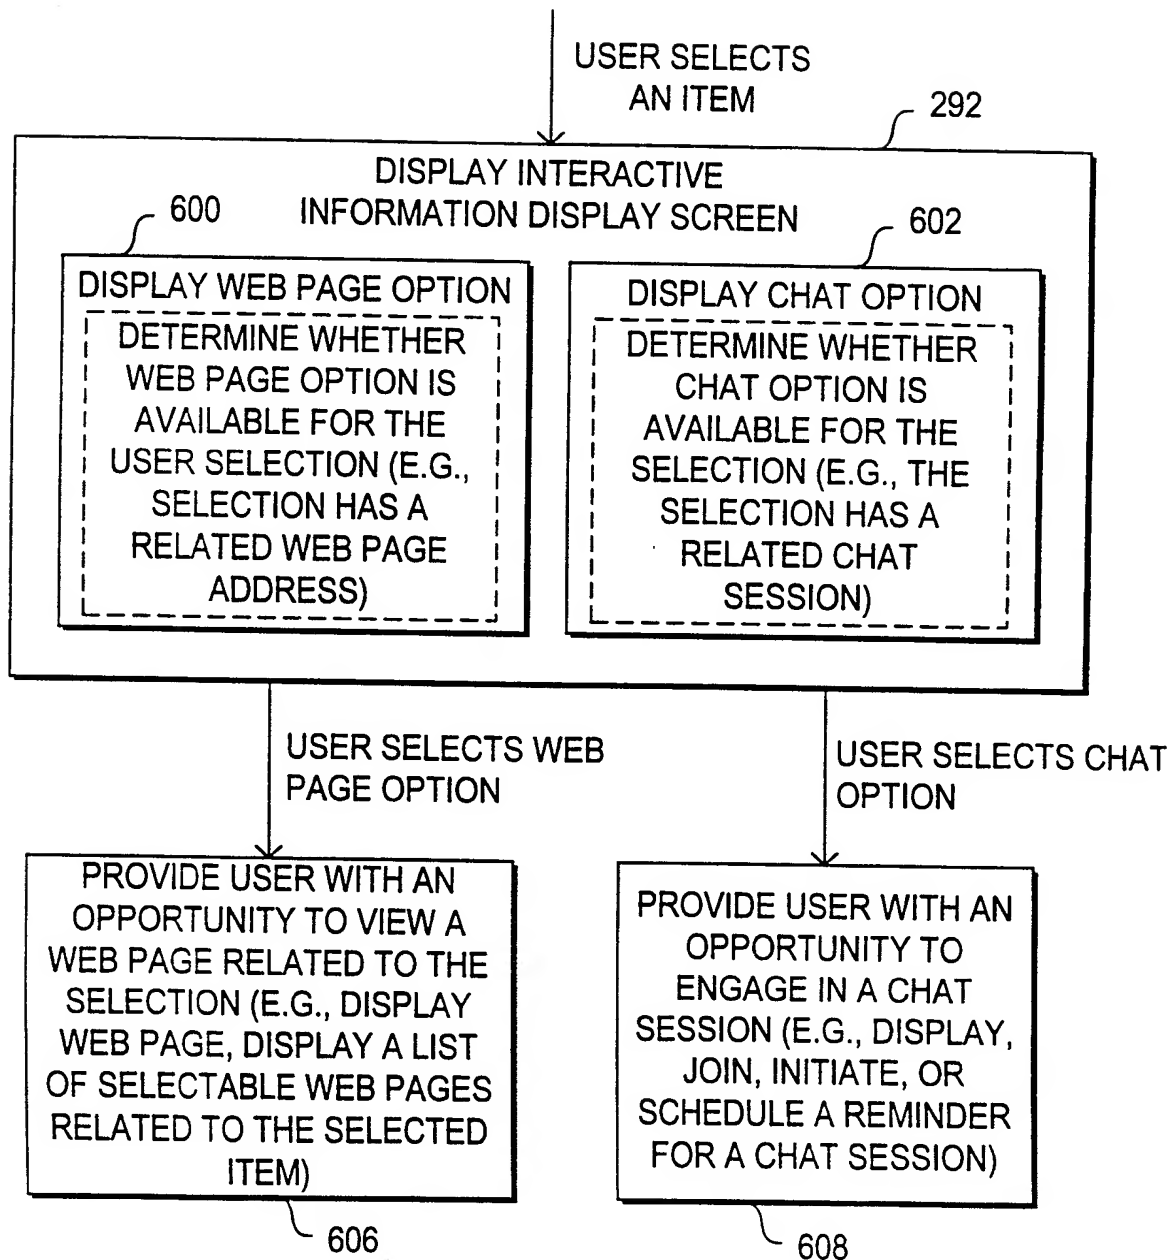 USER SELECTS
AN ITEM
292
DISPLAY INTERACTIVE
INFORMATION DISPLAY SCREEN
600
602
DISPLAY WEB PAGE OPTION
DETERMINE WHETHER
WEB PAGE OPTION IS
AVAILABLE FOR THE
USER SELECTION (E.G.,
SELECTION HAS A
RELATED WEB PAGE
ADDRESS)
DISPLAY CHAT OPTION
DETERMINE WHETHER
CHAT OPTION IS
AVAILABLE FOR THE
SELECTION (E.G., THE
SELECTION HAS A
RELATED CHAT
SESSION)
USER SELECTS WEB
PAGE OPTION
USER SELECTS CHAT
OPTION
PROVIDE USER WITH AN
OPPORTUNITY TO VIEW A
WEB PAGE RELATED TO THE
SELECTION (E.G., DISPLAY
WEB PAGE, DISPLAY A LIST
OF SELECTABLE WEB PAGES
RELATED TO THE SELECTED
ITEM)
606
PROVIDE USER WITH AN
OPPORTUNITY TO
ENGAGE IN A CHAT
SESSION (E.G., DISPLAY,
JOIN, INITIATE, OR
SCHEDULE A REMINDER
FOR A CHAT SESSION)
608